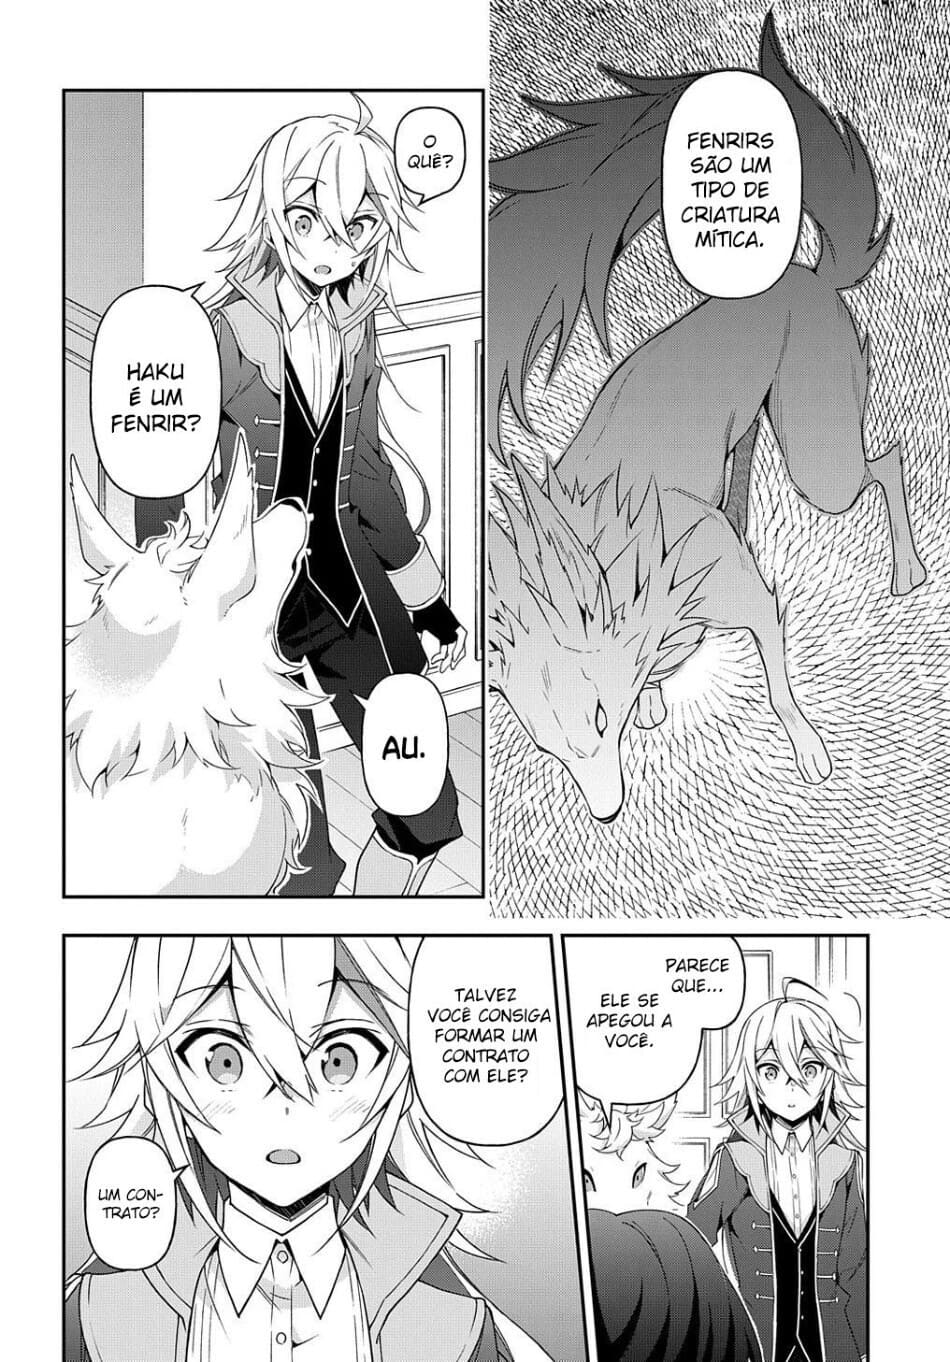 FENRIRS
SÃO UM
TIPO DE
CRIATURA
MÍTICA.
O
QUÊ?
HAKU
É UM
FENRIR?
AU.
PARECE
QUE...
ELE SE
APEGOU A
VOCÊ.
TALVEZ
VOCÊ CONSIGA
FORMAR UM
CONTRATO
COM ELE?
UM CON-
TRATO?